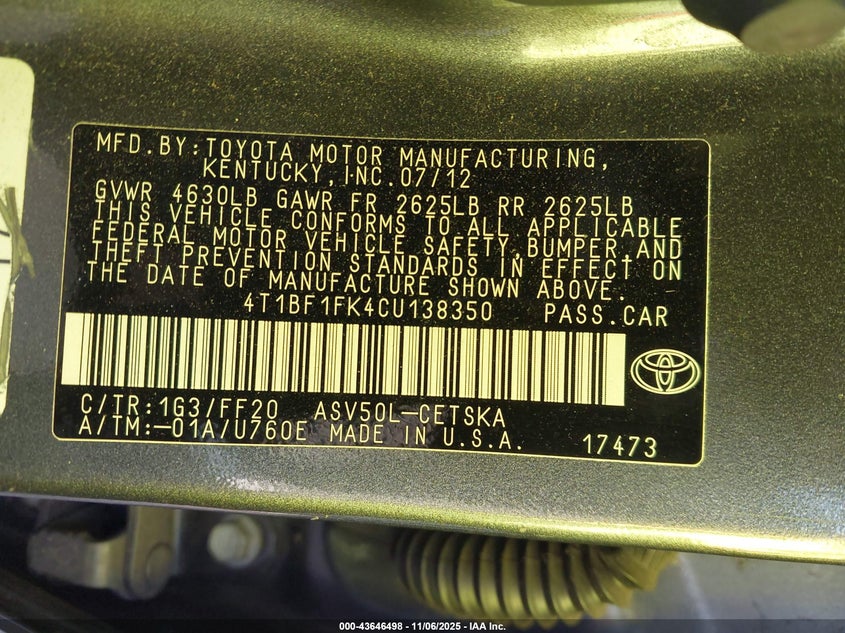 MFD.BY:TOYOTA MOTOR MANUFACTURING,
KENTUCKY,INC.07/12
GVWR 4630LB GAWR FR 2625LB RR 2625LB
THIS VEHICLE CONFORMS TO ALL APPLICABLE
FEDERAL MOTOR VEHICLE SAFETY,BUMPER,AND
THEFT PREVENTION STANDARDS IN EFFECT ON
THE DATE OF MANUFACTURE SHOWN ABOVE.
4T1BF1FK4CU138350 PASS.CAR
C/TR:1G3/FF20 ASV50L-CETSKA
A/TM:-01A/U760E MADE IN U.S.A. 17473
000-43646498 - 11/06/2025 - IAA Inc.